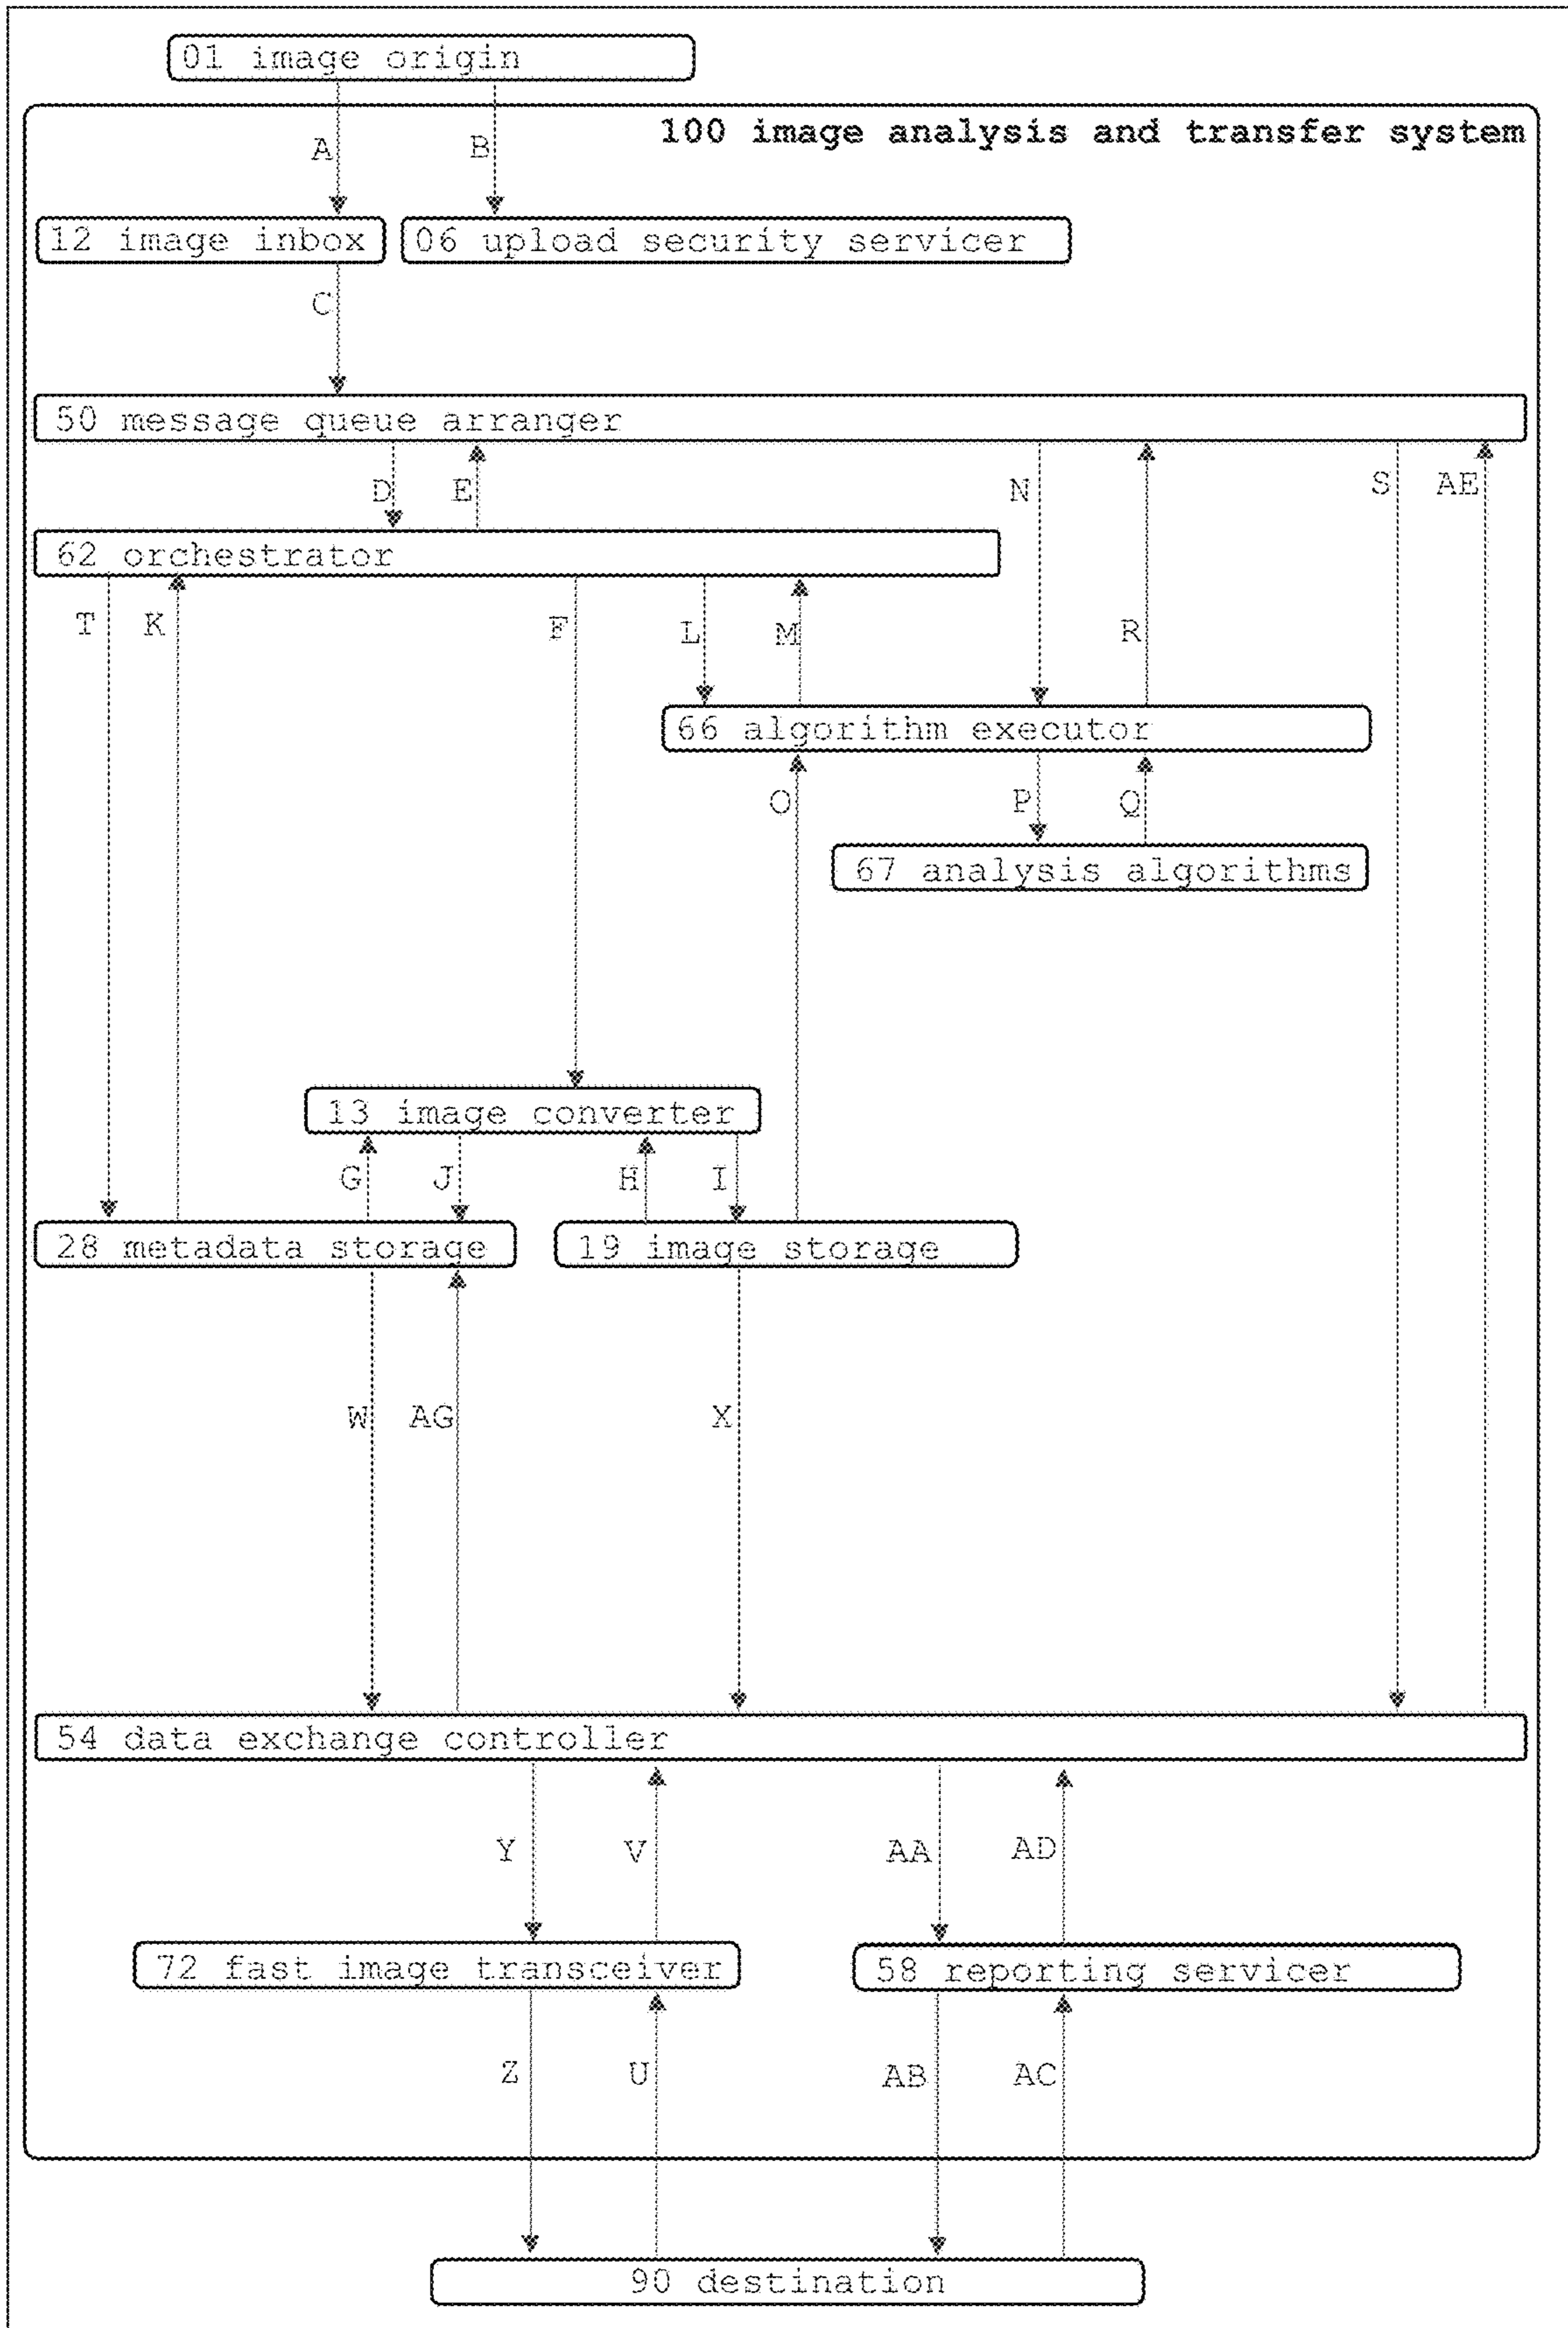 01 image origin
100 image analysis and transfer system
A
B
12 image inbox
06 upload security servicer
C
50 message queue arranger
D
E
N
S
AE
62 orchestrator
T
K
F
L
M
R
66 algorithm executor
O
P
Q
67 analysis algorithms
13 image converter
G
J
H
I
28 metadata storage
19 image storage
W
AG
X
54 data exchange controller
Y
V
AA
AD
72 fast image transceiver
58 reporting servicer
Z
U
AB
AC
90 destination